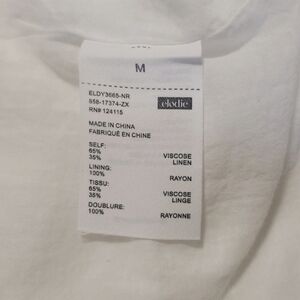 M
ELDY3665-NR
558-17374-ZX
elodie
RN# 124115
MADE IN CHINA
FABRIQUÉ EN CHINE
SELF:
65% VISCOSE
35% LINEN
LINING:
100% RAYON
TISSU:
65% VISCOSE
35% LINGE
DOUBLURE:
100% RAYONNE